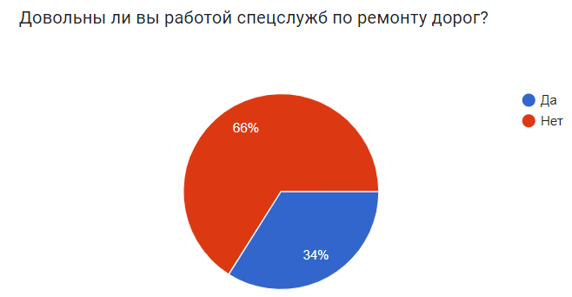 Довольны ли вы работой спецслужб по ремонту дорог?
Да
Нет
66%
34%